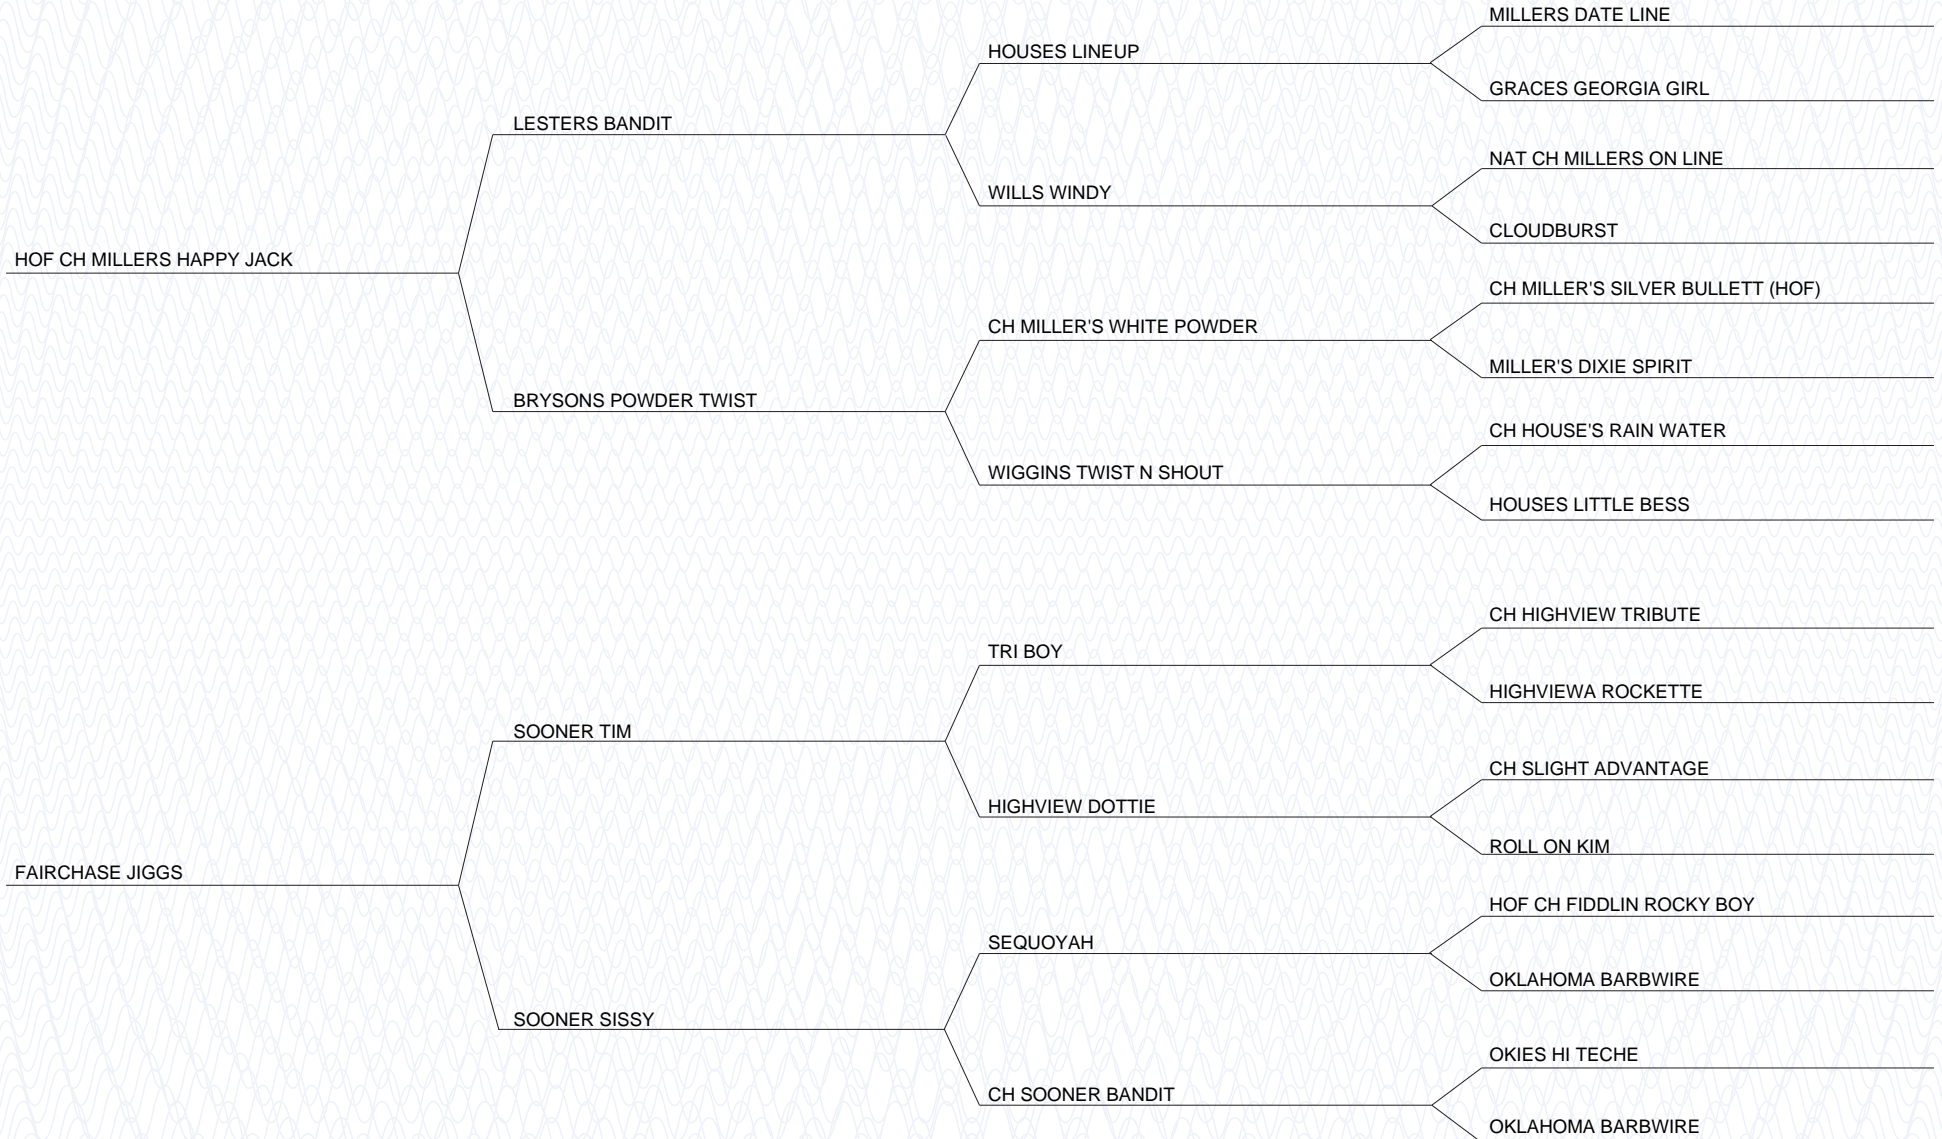 HOF CH MILLERS HAPPY JACK
LESTERS BANDIT
HOUSES LINEUP
MILLERS DATE LINE
GRACES GEORGIA GIRL
WILLS WINDY
NAT CH MILLERS ON LINE
CLOUDBURST
BRYSONS POWDER TWIST
CH MILLER'S WHITE POWDER
CH MILLER'S SILVER BULLETT (HOF)
MILLER'S DIXIE SPIRIT
WIGGINS TWIST N SHOUT
CH HOUSE'S RAIN WATER
HOUSES LITTLE BESS
FAIRCHASE JIGGS
SOONER TIM
TRI BOY
CH HIGHVIEW TRIBUTE
HIGHVIEWA ROCKETTE
HIGHVIEW DOTTIE
CH SLIGHT ADVANTAGE
ROLL ON KIM
SOONER SISSY
SEQUOYAH
HOF CH FIDDLIN ROCKY BOY
OKLAHOMA BARBWIRE
CH SOONER BANDIT
OKIES HI TECHE
OKLAHOMA BARBWIRE